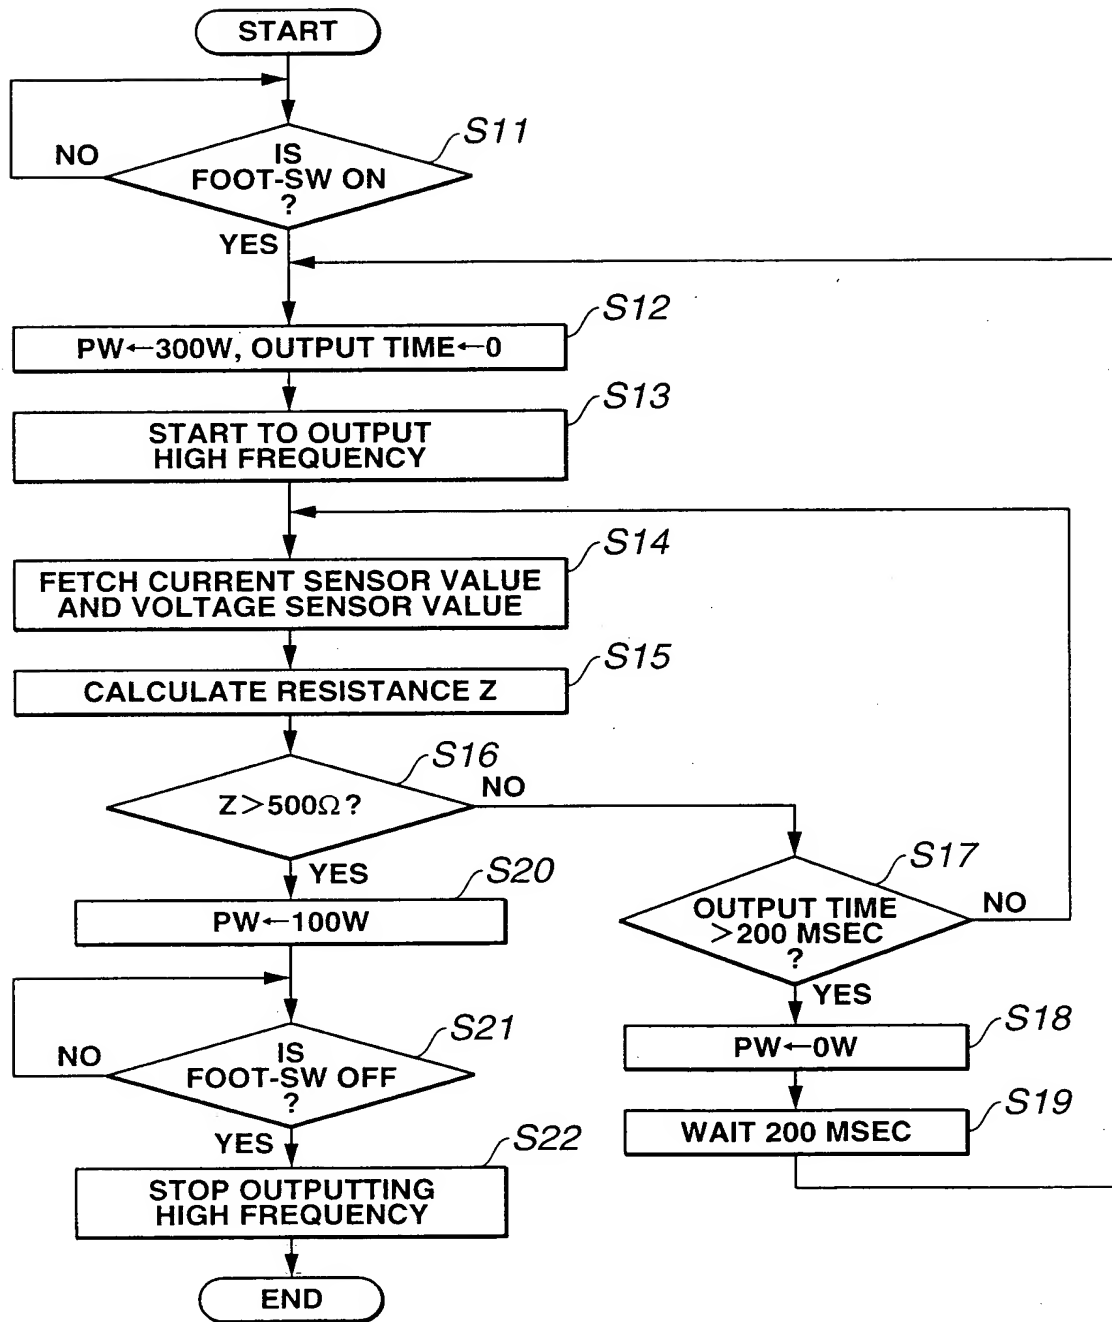 START
S11
NO
IS
FOOT-SW ON
?
YES
S12
PW←300W, OUTPUT TIME←0
S13
START TO OUTPUT
HIGH FREQUENCY
S14
FETCH CURRENT SENSOR VALUE
AND VOLTAGE SENSOR VALUE
S15
CALCULATE RESISTANCE Z
S16
Z>500Ω?
NO
YES
S17
OUTPUT TIME
>200 MSEC
?
NO
YES
S18
PW←0W
S19
WAIT 200 MSEC
S20
PW←100W
S21
NO
IS
FOOT-SW OFF
?
YES
S22
STOP OUTPUTTING
HIGH FREQUENCY
END